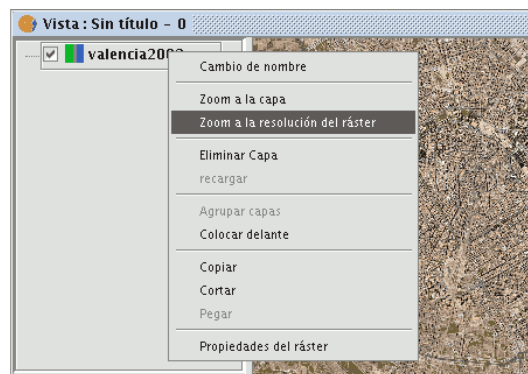 Vista : Sin título - 0
valencia200
Cambio de nombre
Zoom a la capa
Zoom a la resolución del ráster
Eliminar Capa
recargar
Agrupar capas
Colocar delante
Copiar
Cortar
Pegar
Propiedades del ráster